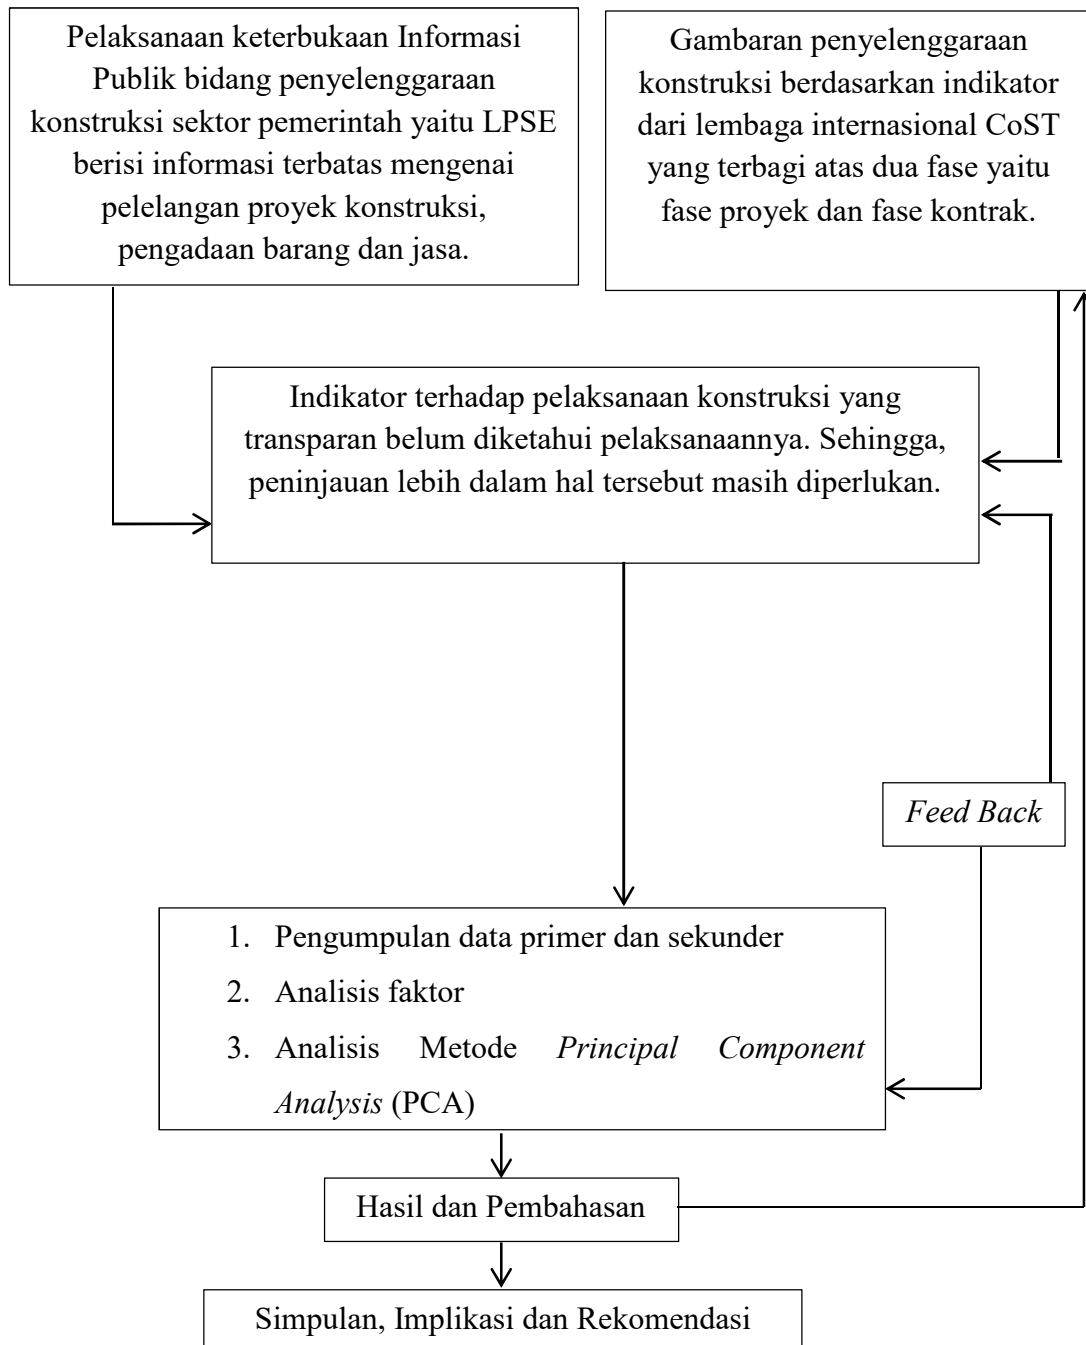 Pelaksanaan keterbukaan Informasi
Publik bidang penyelenggaraan
konstruksi sektor pemerintah yaitu LPSE
berisi informasi terbatas mengenai
pelelangan proyek konstruksi,
pengadaan barang dan jasa.
Gambaran penyelenggaraan
konstruksi berdasarkan indikator
dari lembaga internasional CoST
yang terbagi atas dua fase yaitu
fase proyek dan fase kontrak.
Indikator terhadap pelaksanaan konstruksi yang
transparan belum diketahui pelaksanaannya. Sehingga,
peninjauan lebih dalam hal tersebut masih diperlukan.
Feed Back
1. Pengumpulan data primer dan sekunder
2. Analisis faktor
3. Analisis Metode Principal Component
Analysis (PCA)
Hasil dan Pembahasan
Simpulan, Implikasi dan Rekomendasi